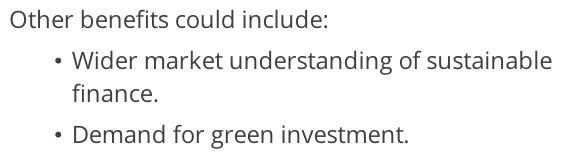 Other benefits could include:
• Wider market understanding of sustainable
finance.
• Demand for green investment.